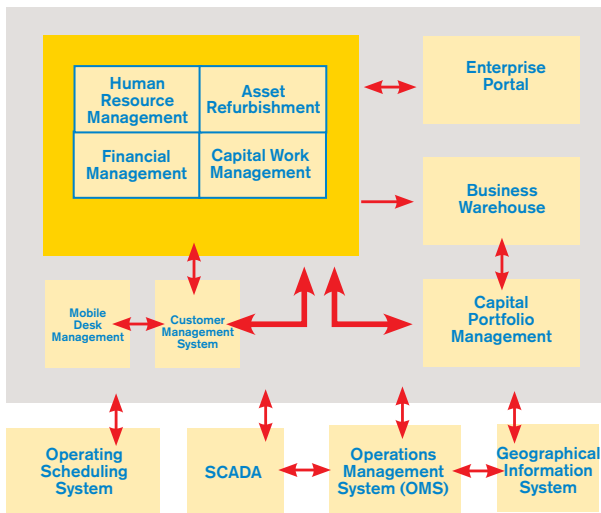 Human
Resource
Management
Asset
Refurbishment
Financial
Management
Capital Work
Management
Enterprise
Portal
Business
Warehouse
Mobile
Desk
Management
Customer
Management
System
Capital
Portfolio
Management
Operating
Scheduling
System
SCADA
Operations
Management
System (OMS)
Geographical
Information
System